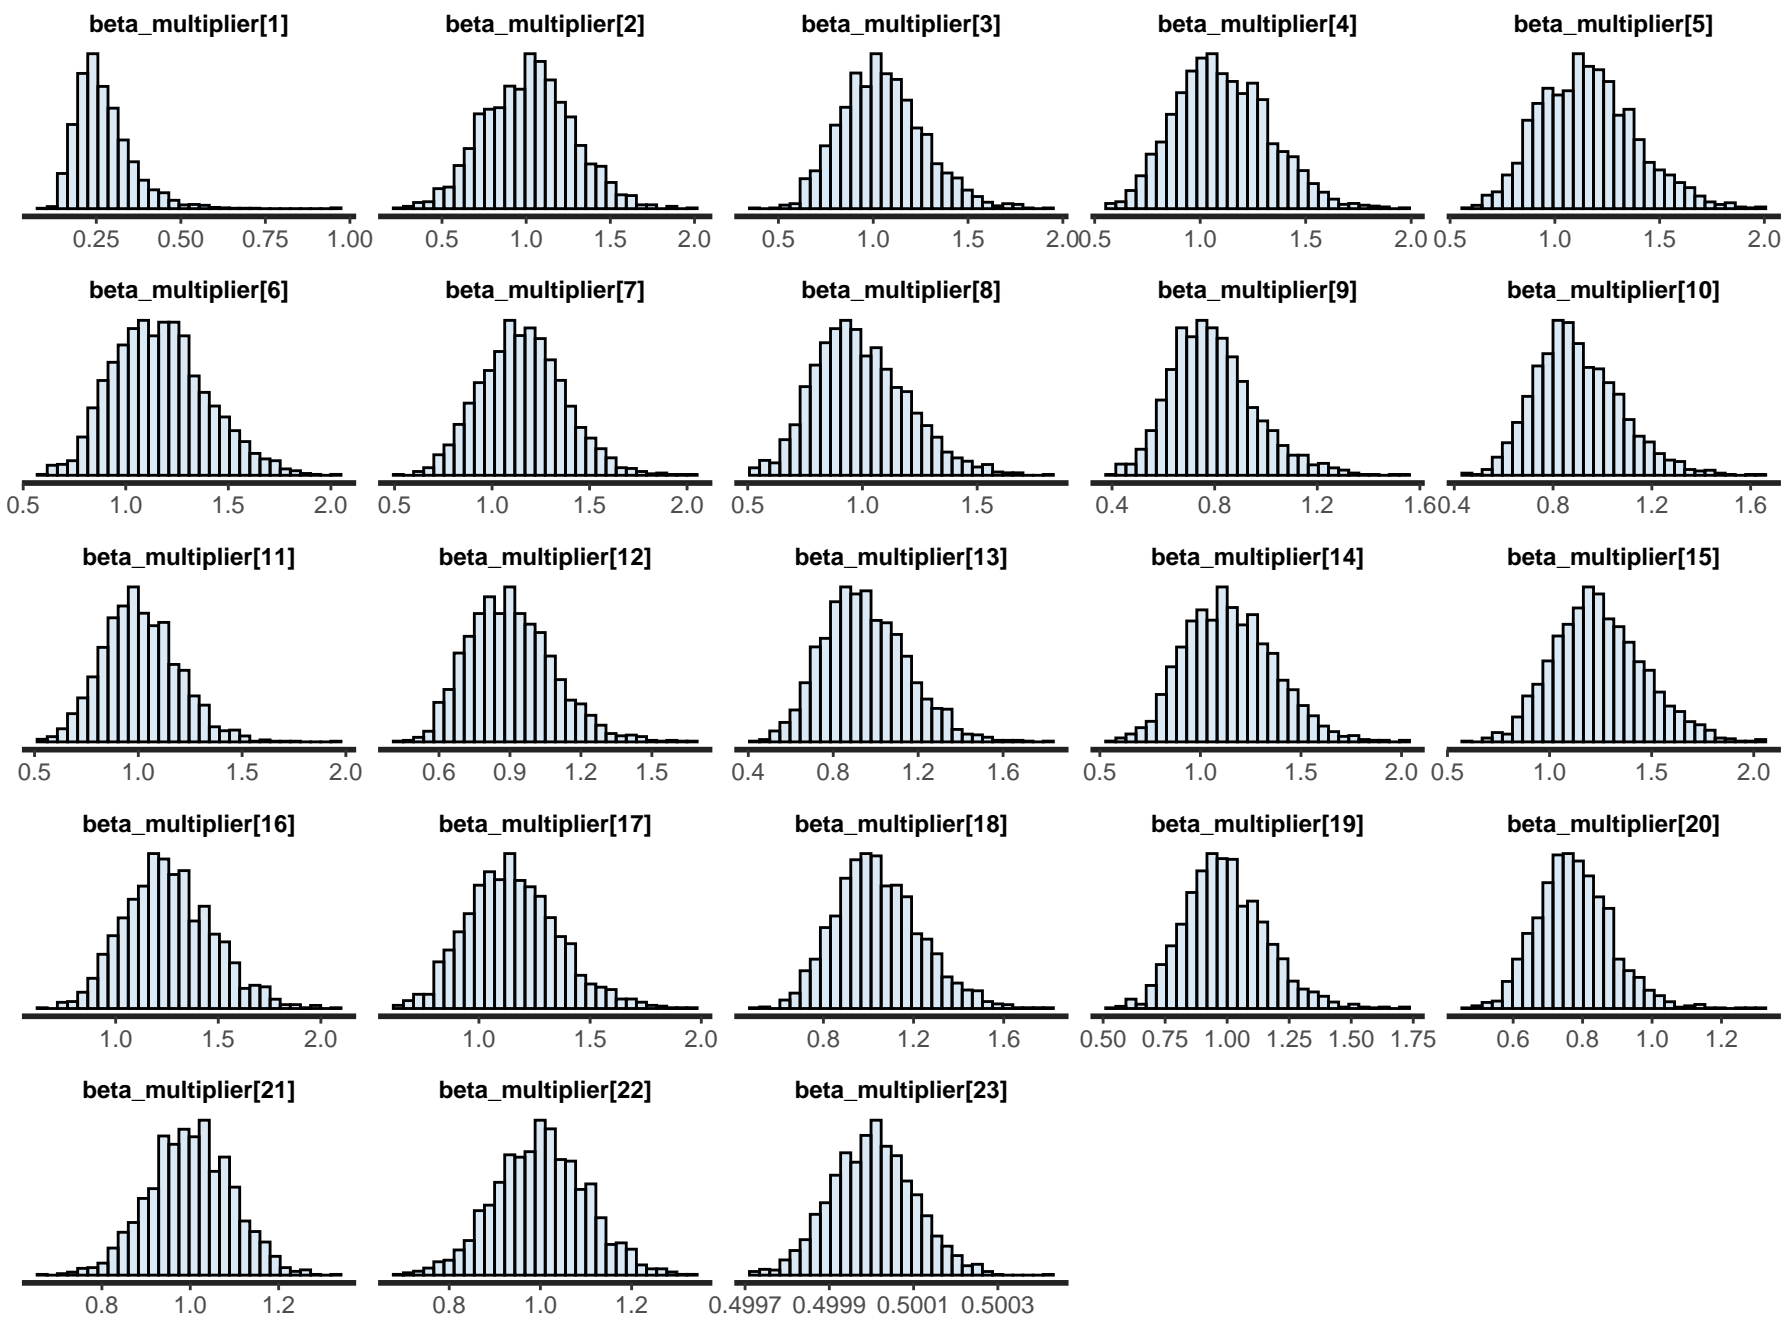 beta_multiplier[1] beta_multiplier[2] beta_multiplier[3] beta_multiplier[4] beta_multiplier[5]
0.25 0.50 0.75 1.00 0.5 1.0 1.5 2.0 0.5 1.0 1.5 2.0 0.5 1.0 1.5 2.0 0.5 1.0 1.5 2.0
beta_multiplier[6] beta_multiplier[7] beta_multiplier[8] beta_multiplier[9] beta_multiplier[10]
0.5 1.0 1.5 2.0 0.5 1.0 1.5 2.0 0.5 1.0 1.5 0.4 0.8 1.2 1.6 0.4 0.8 1.2 1.6
beta_multiplier[11] beta_multiplier[12] beta_multiplier[13] beta_multiplier[14] beta_multiplier[15]
0.5 1.0 1.5 2.0 0.6 0.9 1.2 1.5 0.4 0.8 1.2 1.6 0.5 1.0 1.5 2.0 0.5 1.0 1.5 2.0
beta_multiplier[16] beta_multiplier[17] beta_multiplier[18] beta_multiplier[19] beta_multiplier[20]
1.0 1.5 2.0 1.0 1.5 2.0 0.8 1.2 1.6 0.50 0.75 1.00 1.25 1.50 1.75 0.6 0.8 1.0 1.2
beta_multiplier[21] beta_multiplier[22] beta_multiplier[23]
0.8 1.0 1.2 0.8 1.0 1.2 0.4997 0.4999 0.5001 0.5003